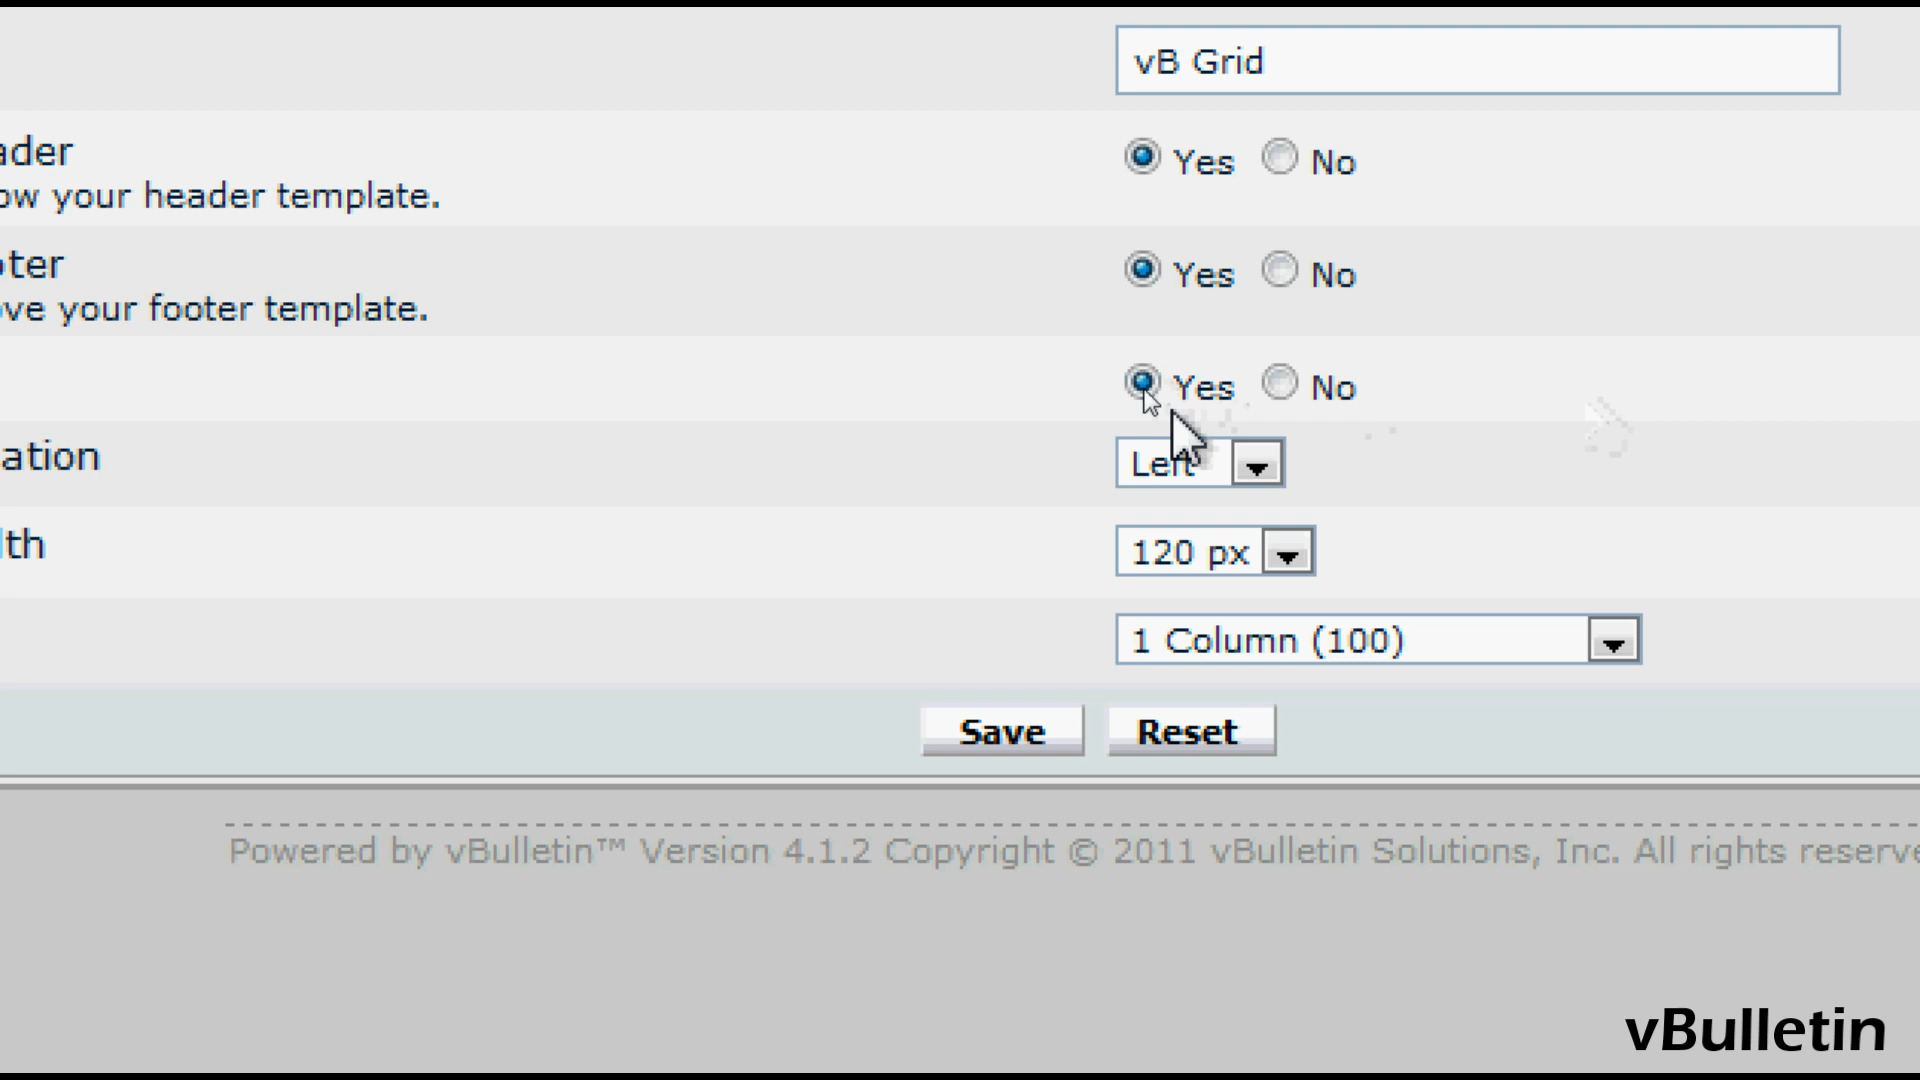 vB Grid
ader
Yes No
ow your header template.
oter
Yes No
ve your footer template.
Yes No
ation
Left
lth
120 px
1 Column (100)
Save Reset
Powered by vBulletin™ Version 4.1.2 Copyright © 2011 vBulletin Solutions, Inc. All rights reserve
vBulletin